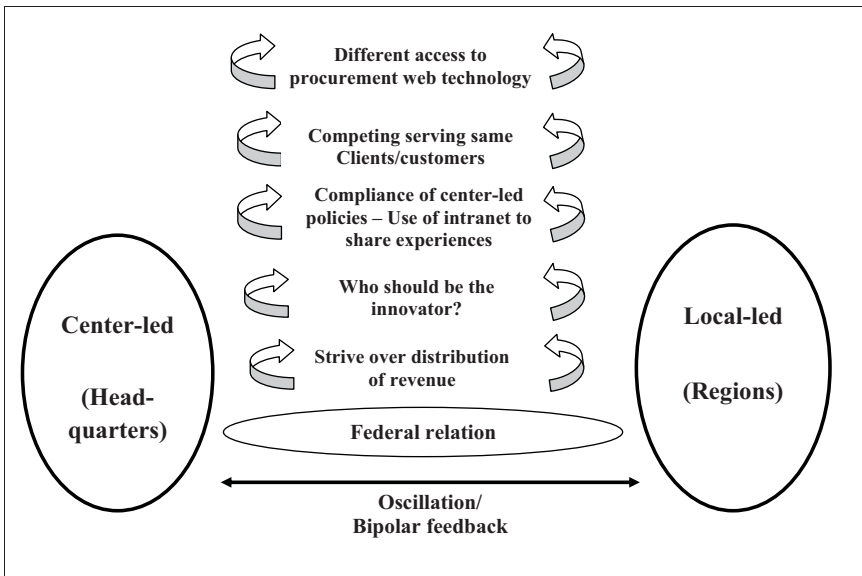 Different access to
procurement web technology
Competing serving same
Clients/customers
Compliance of center-led
policies – Use of intranet to
share experiences
Who should be the
innovator?
Strive over distribution
of revenue
Center-led
(Head-
quarters)
Local-led
(Regions)
Federal relation
Oscillation/
Bipolar feedback